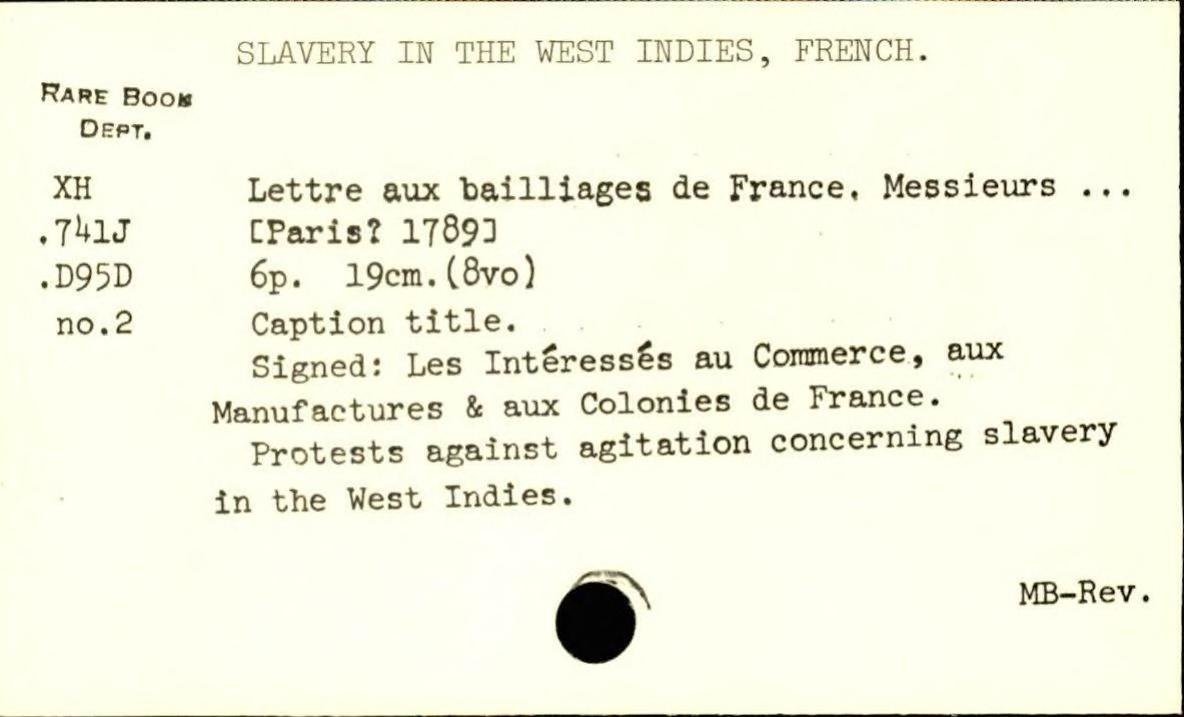 SLAVERY IN THE WEST INDIES, FRENCH.
RARE BOOK
DEPT.
XH Lettre aux bailliages de France. Messieurs ...
.741J [Paris? 1789]
.D95D 6p. 19cm.(8vo)
no.2 Caption title.
Signed: Les Intéressés au Commerce, aux
Manufactures & aux Colonies de France.
Protests against agitation concerning slavery
in the West Indies.
MB-Rev.